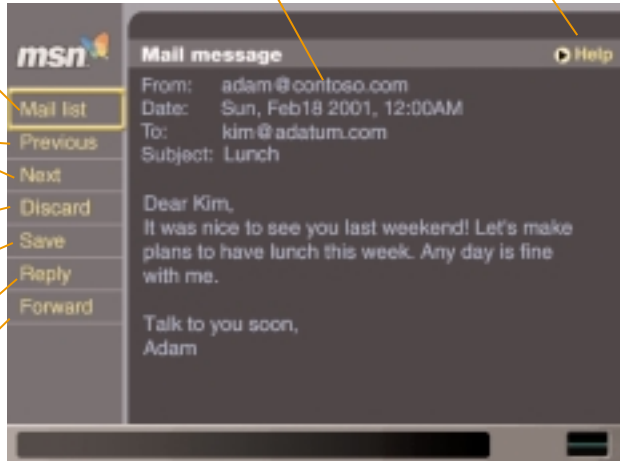 msn
Mail message
Help
Mail list
Previous
Next
Discard
Save
Reply
Forward
From: adam@contoso.com
Date: Sun, Feb18 2001, 12:00AM
To: kim@adatum.com
Subject: Lunch
Dear Kim,
It was nice to see you last weekend! Let's make
plans to have lunch this week. Any day is fine
with me.
Talk to you soon,
Adam